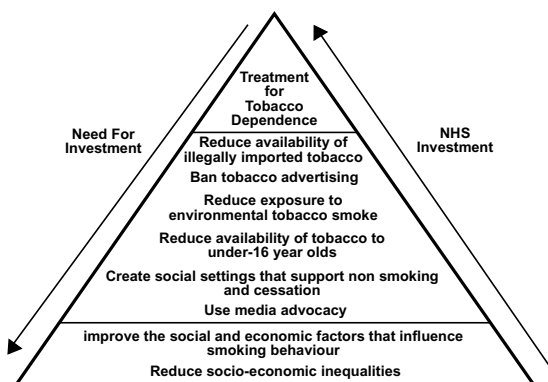 Treatment
for
Tobacco
Dependence
Need For
Investment
NHS
Investment
Reduce availability of
illegally imported tobacco
Ban tobacco advertising
Reduce exposure to
environmental tobacco smoke
Reduce availability of tobacco to
under-16 year olds
Create social settings that support non smoking
and cessation
Use media advocacy
improve the social and economic factors that influence
smoking behaviour
Reduce socio-economic inequalities